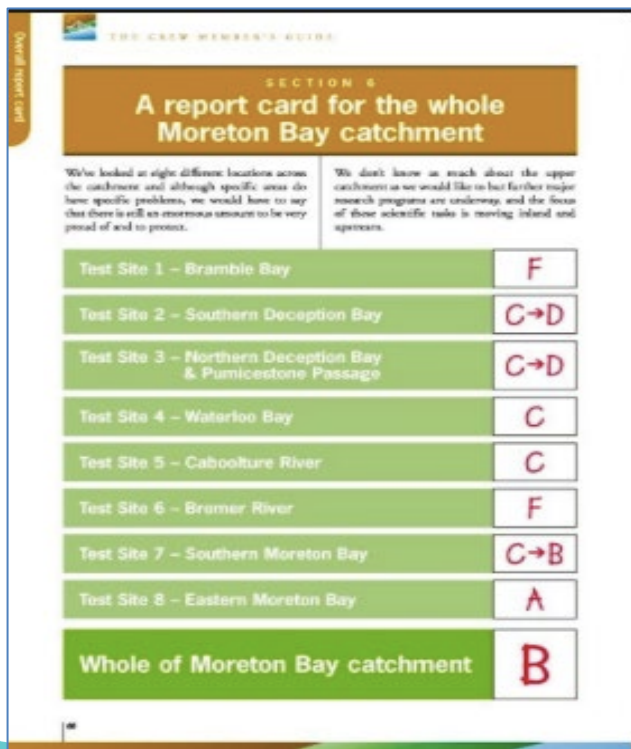 Overall report card
THE CREW MEMBER'S GUIDE
SECTION 6
A report card for the whole
Moreton Bay catchment
We've looked at eight different locations across
the catchment and although specific areas do
have specific problems, we would have to say
that there is still an enormous amount to be very
proud of and to protect.
We don't know as much about the upper
catchment as we would like to but further major
research programs are underway, and the focus
of these scientific tasks is moving inland and
upstream.
Test Site 1 – Bramble Bay F
Test Site 2 – Southern Deception Bay C→D
Test Site 3 – Northern Deception Bay
& Pumicestone Passage C→D
Test Site 4 – Waterloo Bay C
Test Site 5 – Caboolture River C
Test Site 6 – Bremer River F
Test Site 7 – Southern Moreton Bay C→B
Test Site 8 – Eastern Moreton Bay A
Whole of Moreton Bay catchment B